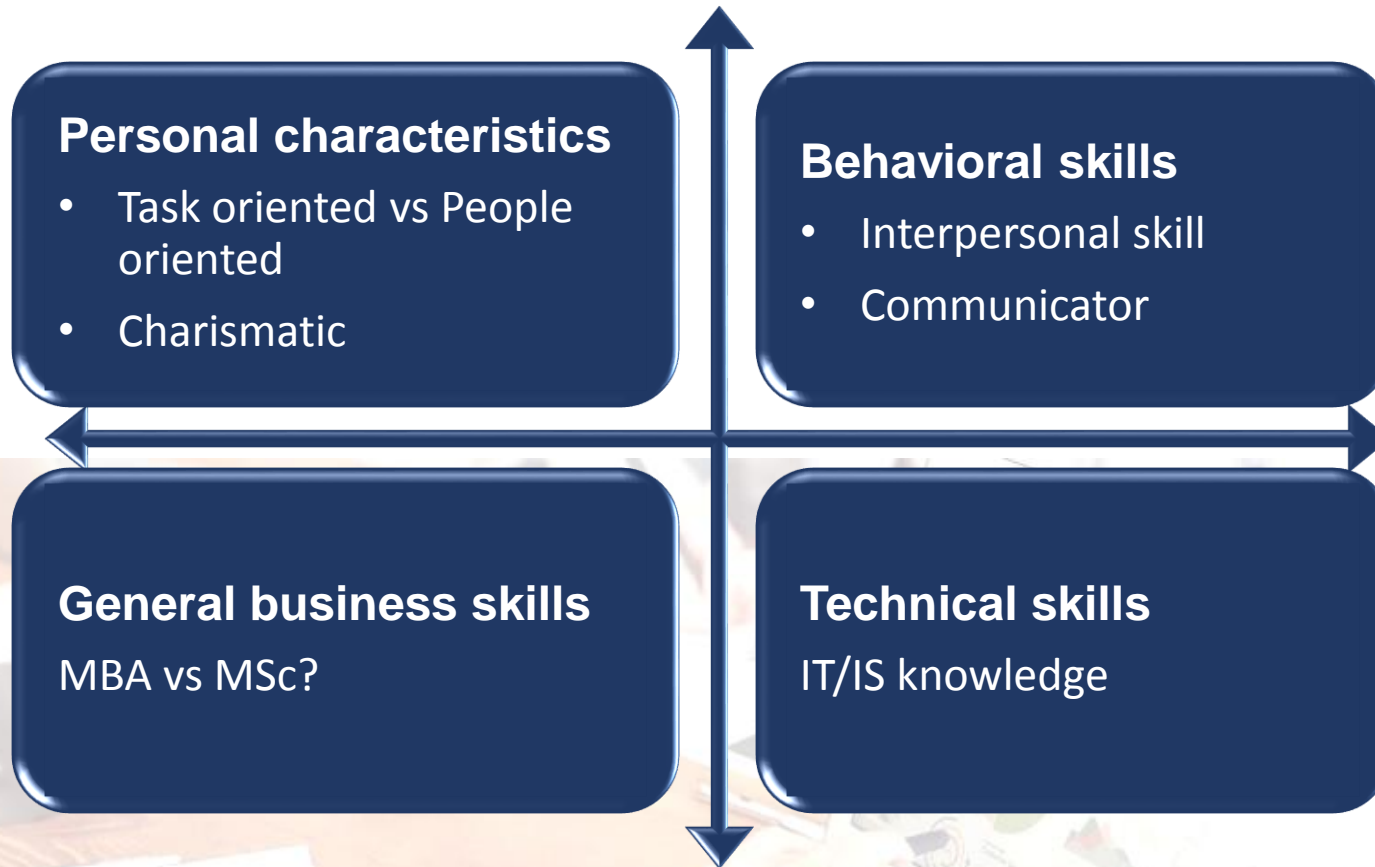 Personal characteristics
• Task oriented vs People
oriented
• Charismatic
Behavioral skills
• Interpersonal skill
• Communicator
General business skills
MBA vs MSc?
Technical skills
IT/IS knowledge